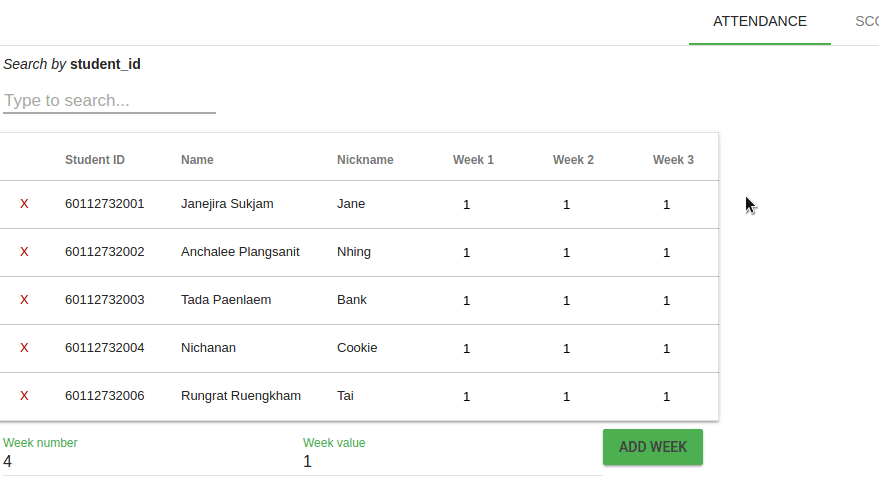 ATTENDANCE SCO
Search by student_id
Type to search...
Student ID Name Nickname Week 1 Week 2 Week 3
X 60112732001 Janejira Sukjam Jane 1 1 1
X 60112732002 Anchalee Plangsanit Nhing 1 1 1
X 60112732003 Tada Paenlaem Bank 1 1 1
X 60112732004 Nichanan Cookie 1 1 1
X 60112732006 Rungrat Ruengkham Tai 1 1 1
Week number Week value
4 1 ADD WEEK